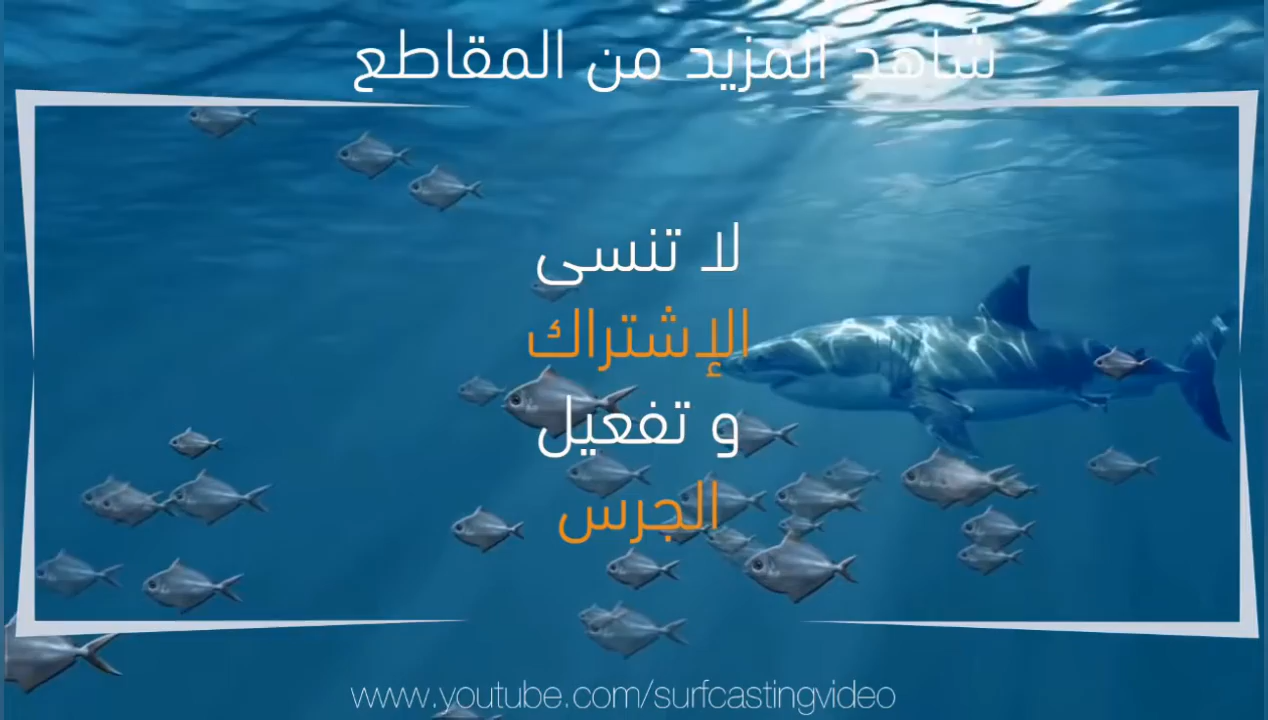 شاهد المزيد من المقاطع
لا تنسى
الإشتراك
و تفعيل
الجرس
www.youtube.com/surfcastingvideo